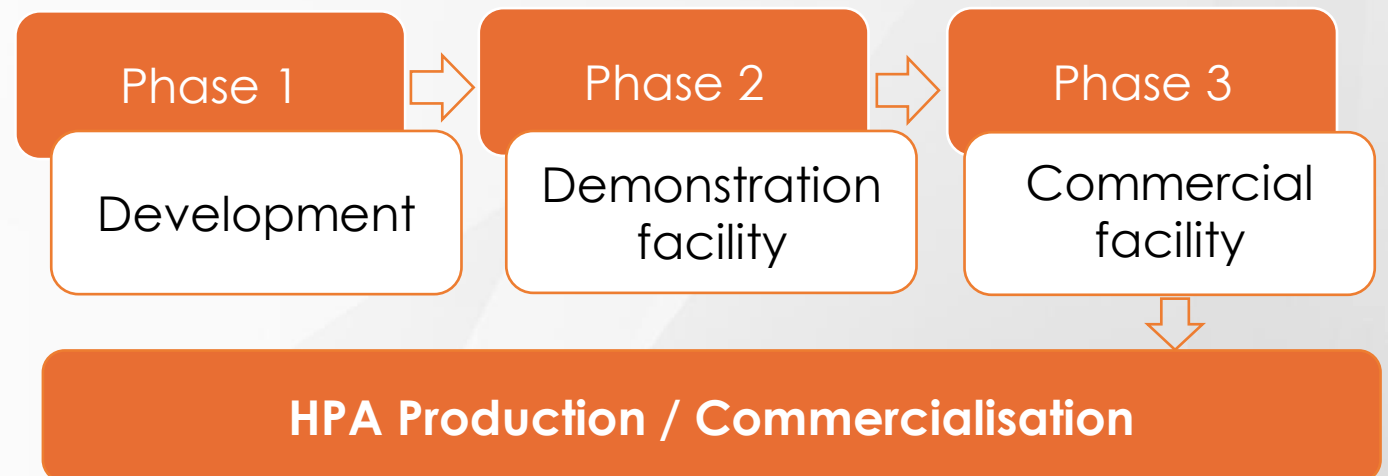 Phase 1
Development
Phase 2
Demonstration
facility
Phase 3
Commercial
facility
HPA Production / Commercialisation